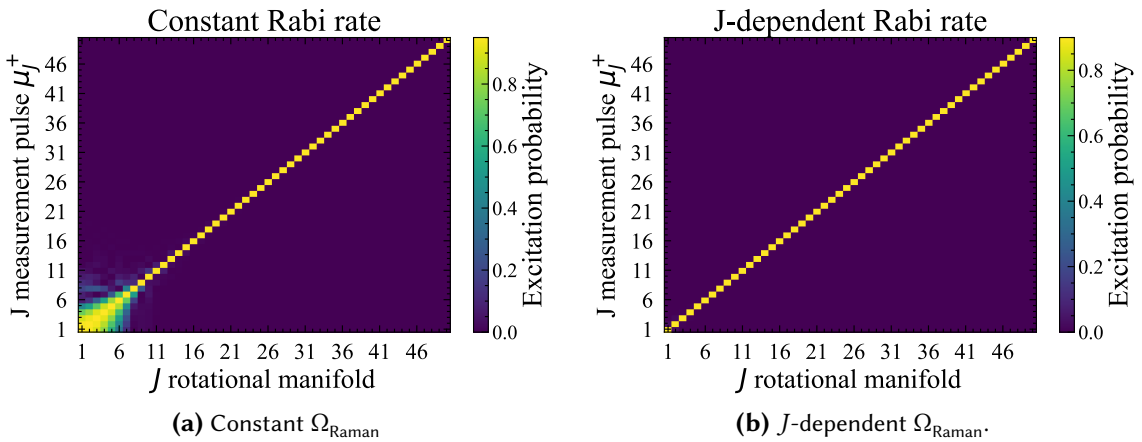 Constant Rabi rate
J measurement pulse μ_J^+
46
41
36
31
26
21
16
11
6
1
1 6 11 16 21 26 31 36 41 46
J rotational manifold
0.8
0.6
0.4
0.2
0.0
Excitation probability
(a) Constant Ω_Raman
J-dependent Rabi rate
J measurement pulse μ_J^+
46
41
36
31
26
21
16
11
6
1
1 6 11 16 21 26 31 36 41 46
J rotational manifold
0.8
0.6
0.4
0.2
0.0
Excitation probability
(b) J-dependent Ω_Raman.